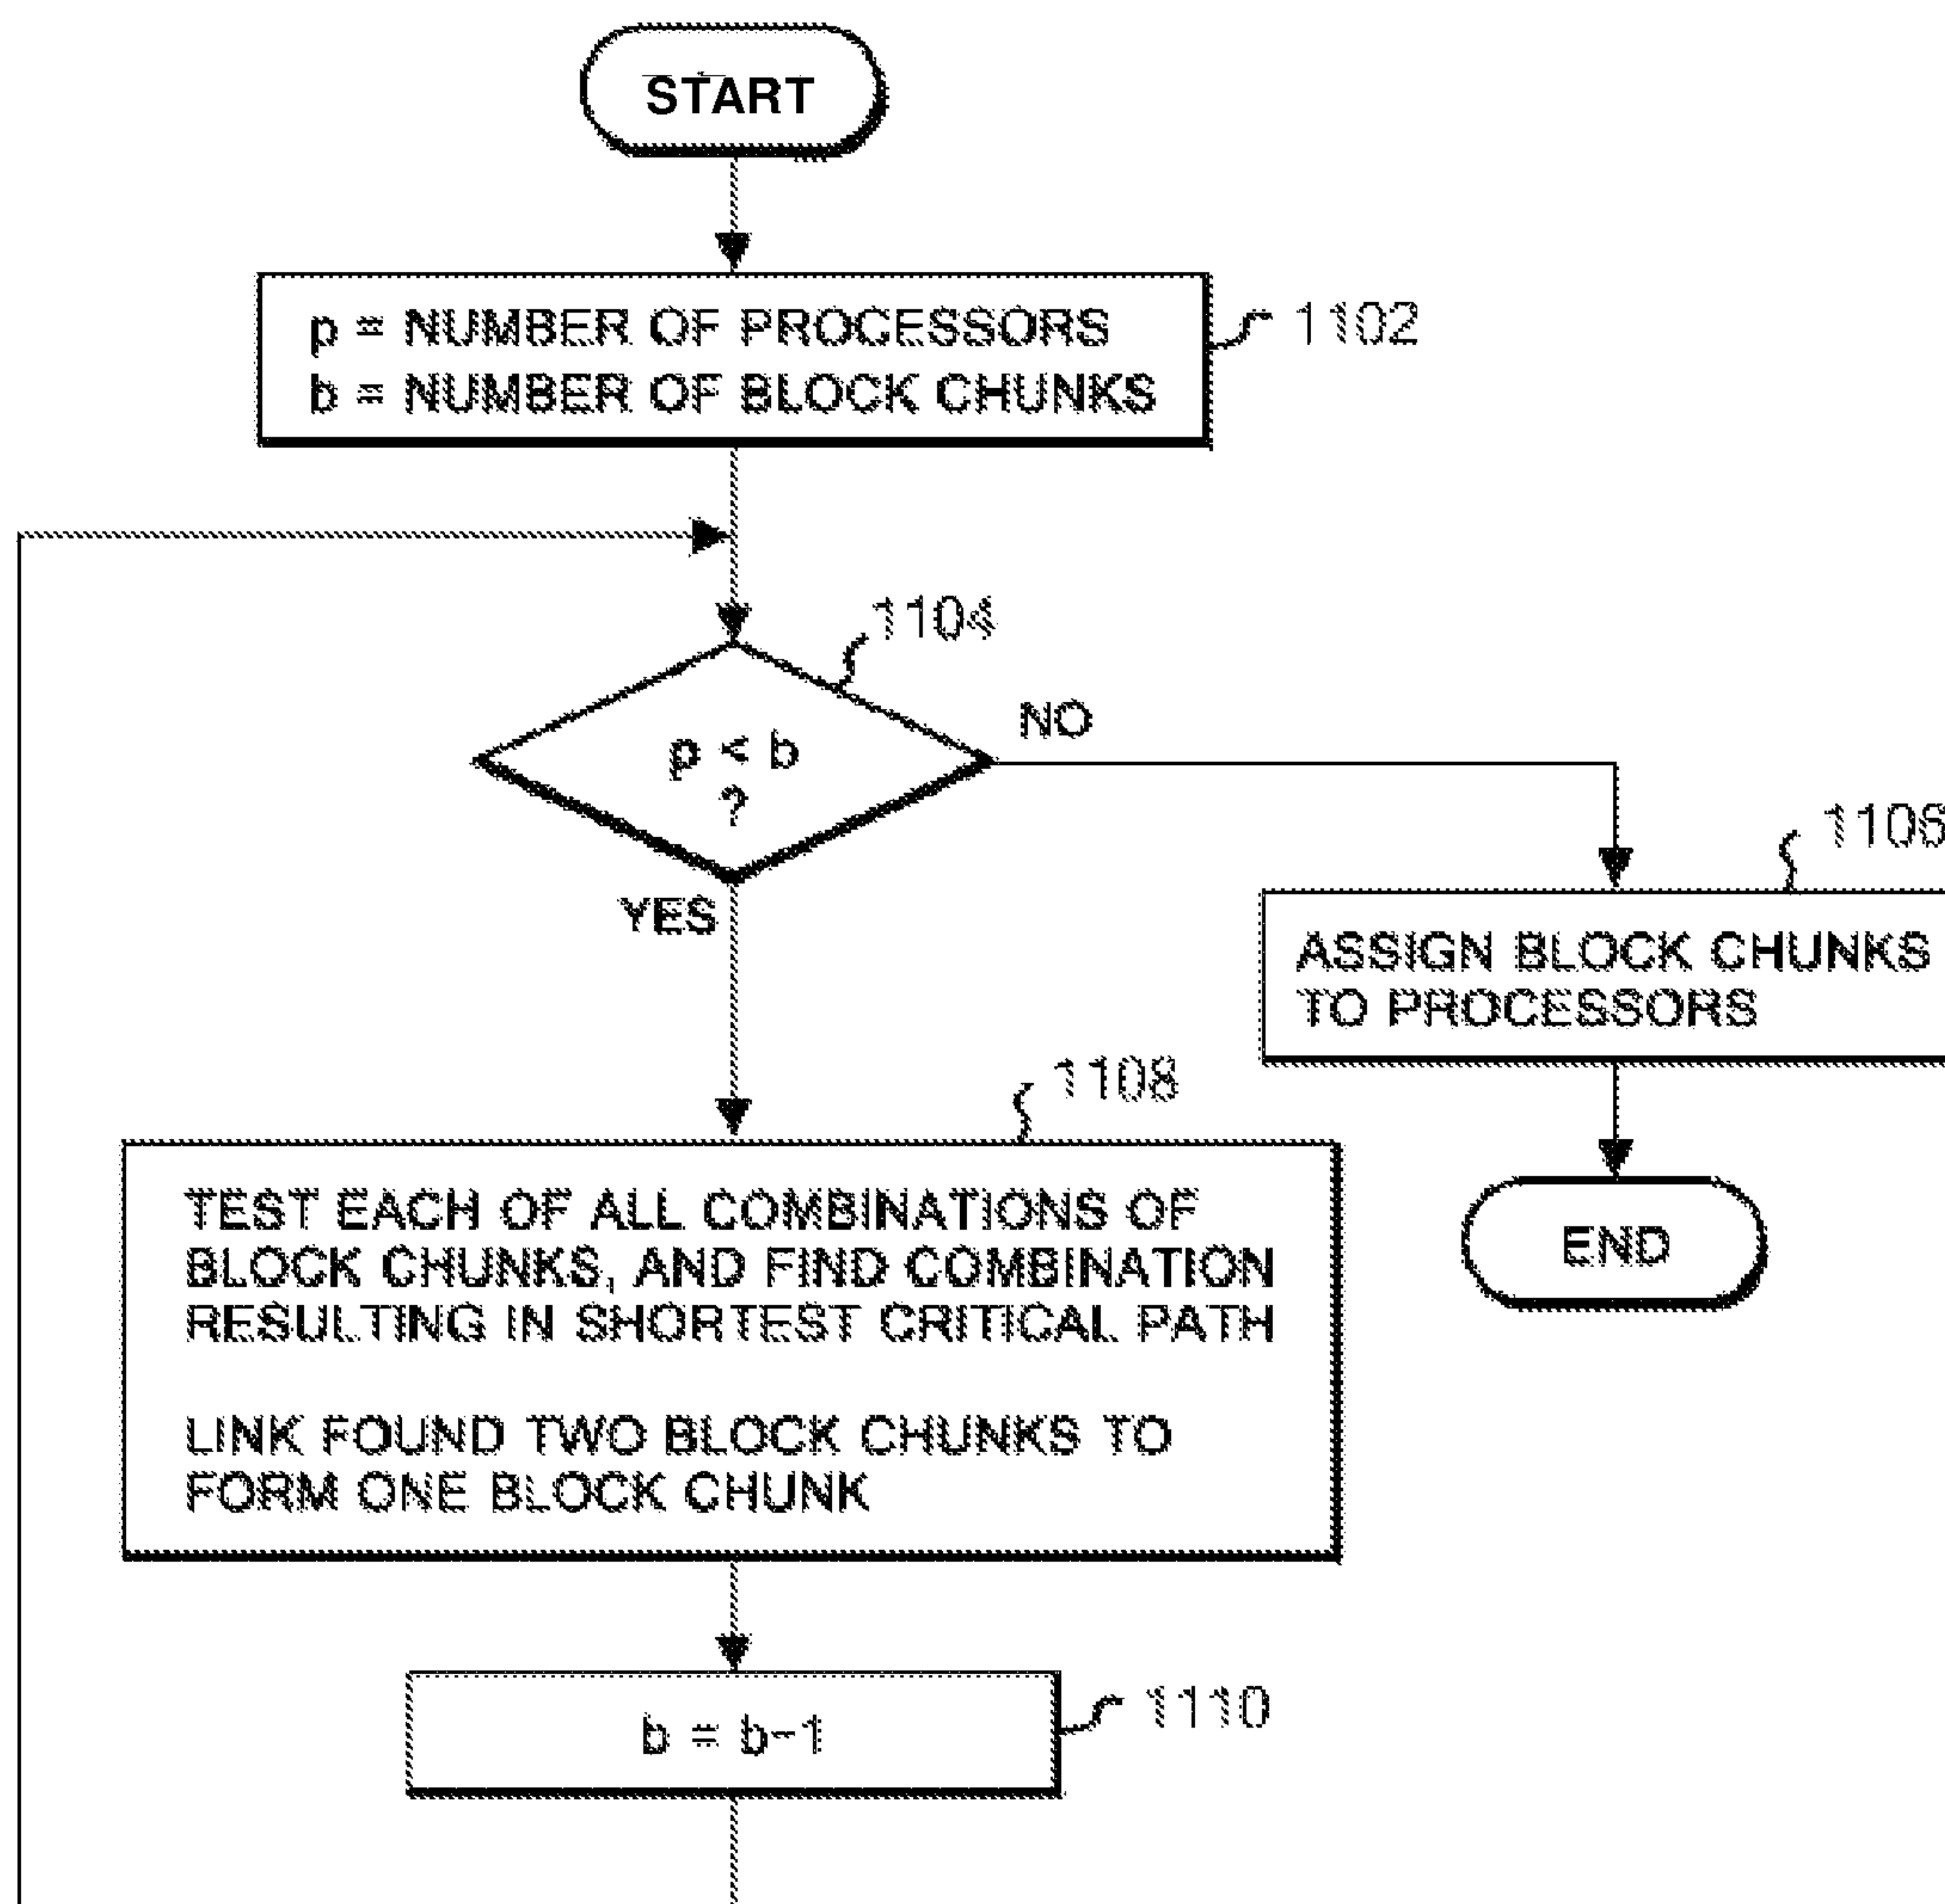 START
p = NUMBER OF PROCESSORS
b = NUMBER OF BLOCK CHUNKS
1102
1104
p < b
?
NO
YES
1106
ASSIGN BLOCK CHUNKS
TO PROCESSORS
1108
TEST EACH OF ALL COMBINATIONS OF
BLOCK CHUNKS, AND FIND COMBINATION
RESULTING IN SHORTEST CRITICAL PATH
LINK FOUND TWO BLOCK CHUNKS TO
FORM ONE BLOCK CHUNK
END
b = b-1
1110